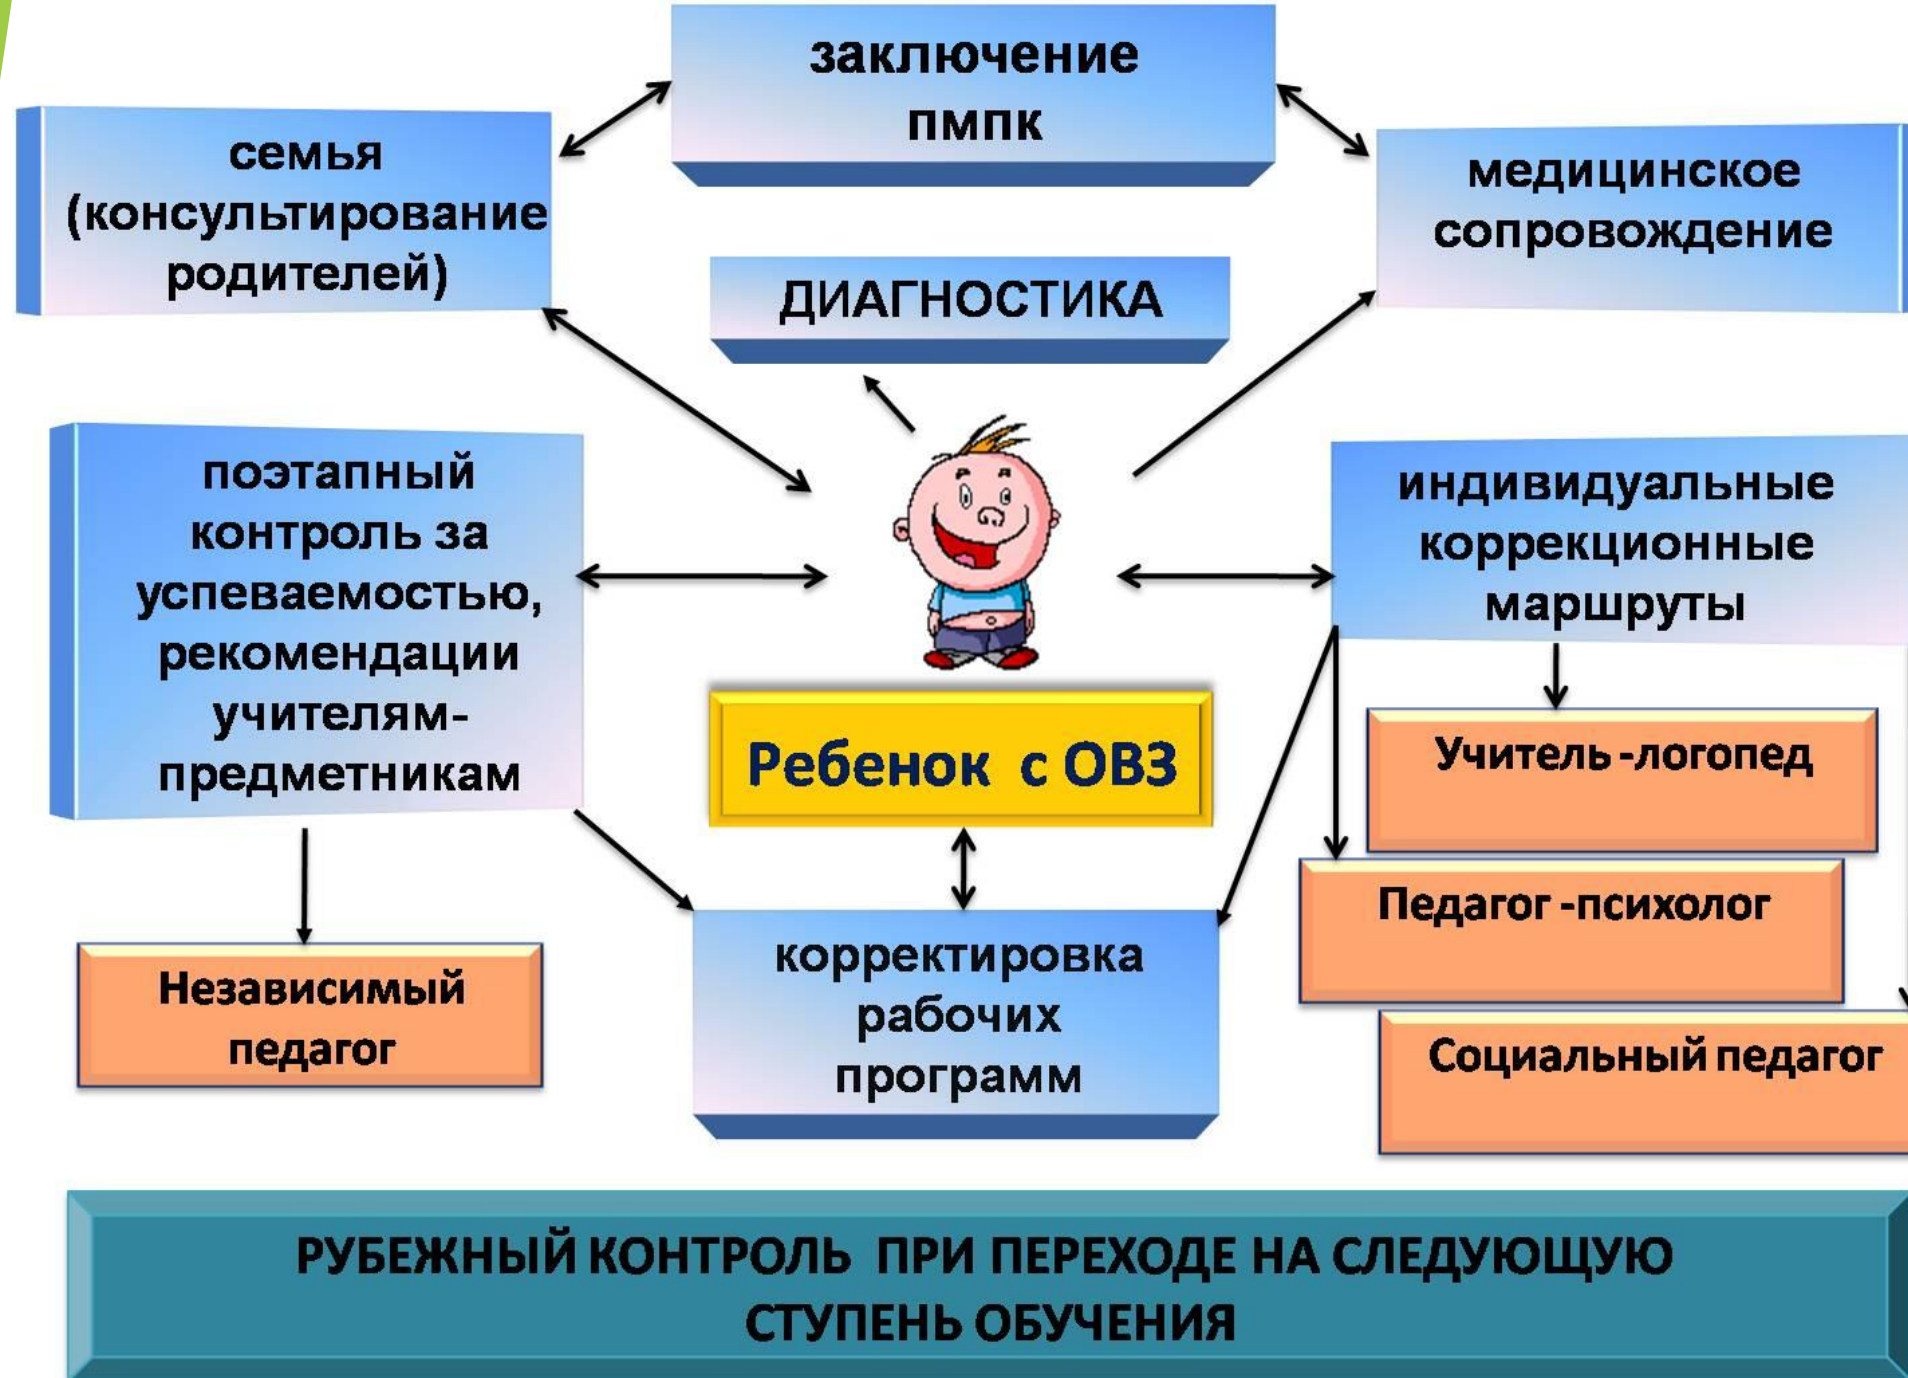 заключение
пмпк
семья
(консультирование
родителей)
медицинское
сопровождение
ДИАГНОСТИКА
поэтапный
контроль за
успеваемостью,
рекомендации
учителям-
предметникам
индивидуальные
коррекционные
маршруты
Ребенок с ОВЗ
Учитель -логопед
Педагог -психолог
Социальный педагог
Независимый
педагог
корректировка
рабочих
программ
РУБЕЖНЫЙ КОНТРОЛЬ ПРИ ПЕРЕХОДЕ НА СЛЕДУЮЩУЮ
СТУПЕНЬ ОБУЧЕНИЯ